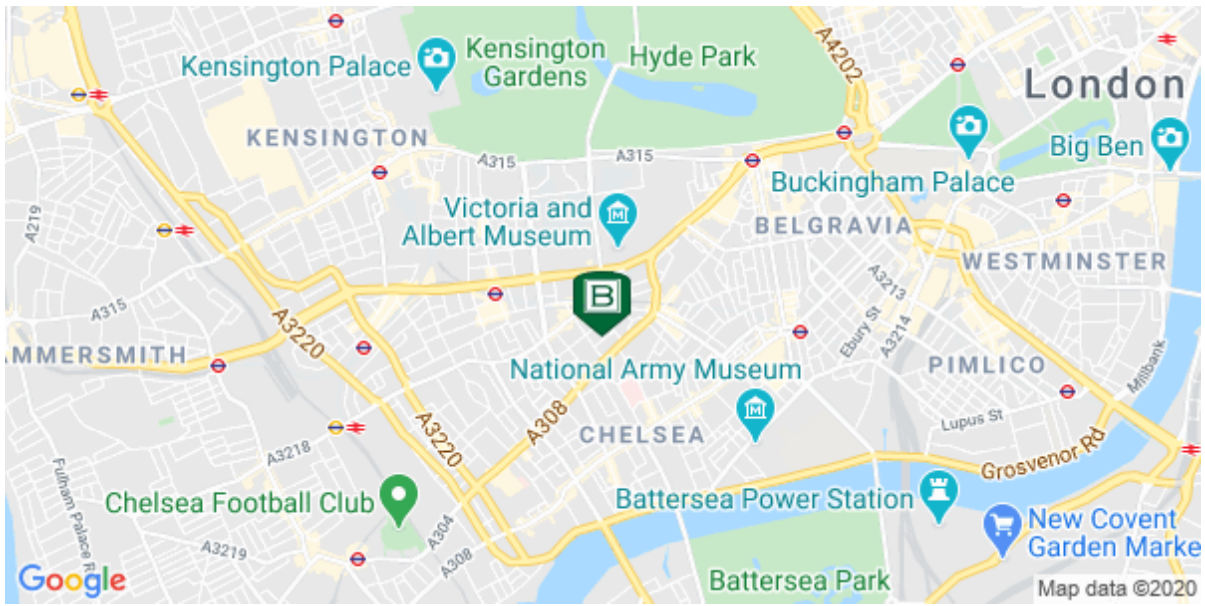 Kensington Palace
Kensington
Gardens
Hyde Park
A4202
London
KENSINGTON
A315
A315
Big Ben
Buckingham Palace
A219
Victoria and
Albert Museum
BELGRAVIA
WESTMINSTER
A3213
A315
B
Ebury St
A3214
A3220
AMMERSMITH
National Army Museum
PIMLICO
Millbank
A308
A3220
CHELSEA
Lupus St
A3218
Grosvenor Rd
Fulham Palace R
Chelsea Football Club
Battersea Power Station
A304
A3219
A308
New Covent
Garden Marke
Battersea Park
Google
Map data ©2020